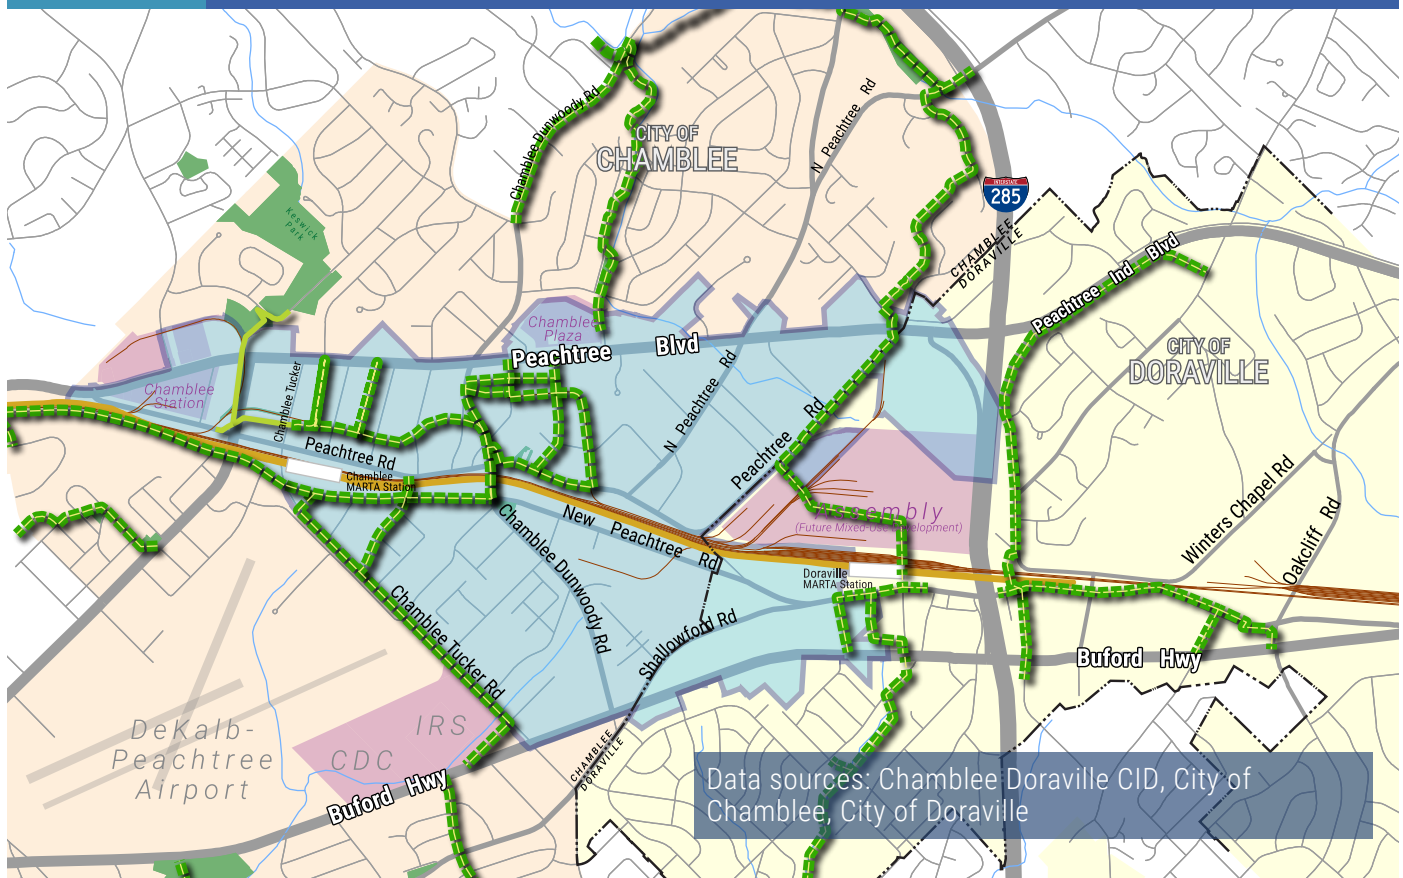 Chamblee Dunwoody Rd
CITY OF
CHAMBLEE
N Peachtree Rd
INTERSTATE
285
CHAMBLEE
DORAVILLE
Keswick
Park
Peachtree Ind Blvd
Chamblee
Plaza
Peachtree Blvd
CITY OF
DORAVILLE
Chamblee
Station
Chamblee Tucker
N Peachtree Rd
Peachtree Rd
Peachtree Rd
Chamblee
MARTA Station
Assembly
(Future Mixed-Use Development)
New Peachtree Rd
Chamblee Dunwoody Rd
Winters Chapel Rd
Oakcliff Rd
Doraville
MARTA Station
Chamblee Tucker Rd
Shallowford Rd
Buford Hwy
DeKalb-
Peachtree
Airport
IRS
CDC
Buford Hwy
CHAMBLEE
DORAVILLE
Data sources: Chamblee Doraville CID, City of
Chamblee, City of Doraville